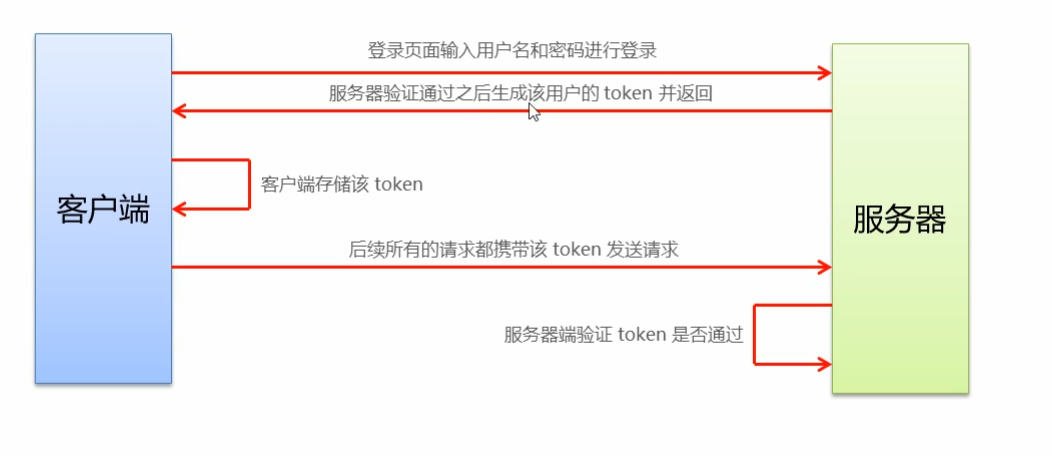 登录页面输入用户名和密码进行登录
服务器验证通过之后生成该用户的 token 并返回
客户端存储该 token
客户端
服务器
后续所有的请求都携带该 token 发送请求
服务器端验证 token 是否通过